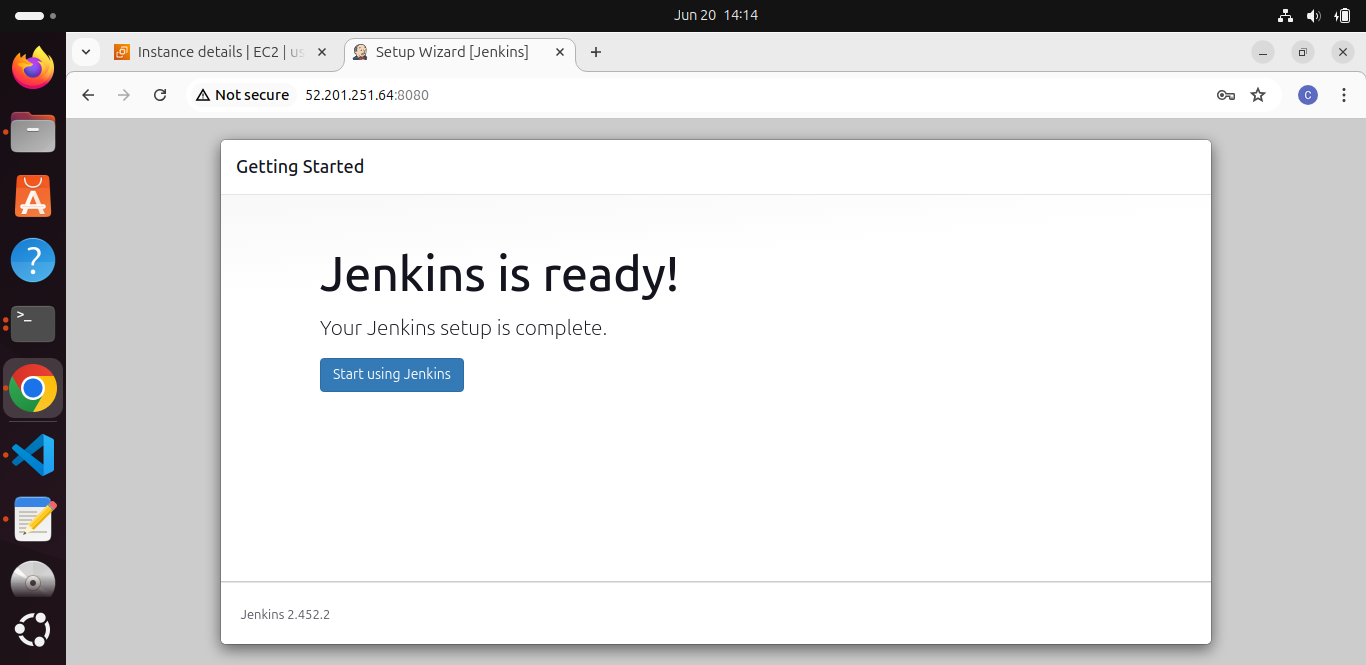 Jun 20 14:14
Instance details | EC2 | us
Setup Wizard [Jenkins]
Not secure 52.201.251.64:8080
C
Getting Started
Jenkins is ready!
Your Jenkins setup is complete.
Start using Jenkins
Jenkins 2.452.2